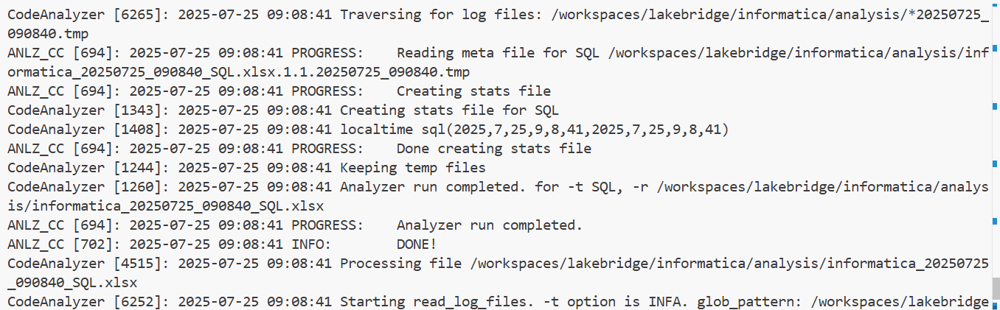 CodeAnalyzer [6265]: 2025-07-25 09:08:41 Traversing for log files: /workspaces/lakebridge/informatica/analysis/*20250725_
090840.tmp
ANLZ_CC [694]: 2025-07-25 09:08:41 PROGRESS:    Reading meta file for SQL /workspaces/lakebridge/informatica/analysis/inf
ormatica_20250725_090840_SQL.xlsx.1.1.20250725_090840.tmp
ANLZ_CC [694]: 2025-07-25 09:08:41 PROGRESS:    Creating stats file
CodeAnalyzer [1343]: 2025-07-25 09:08:41 Creating stats file for SQL
CodeAnalyzer [1408]: 2025-07-25 09:08:41 localtime sql(2025,7,25,9,8,41,2025,7,25,9,8,41)
ANLZ_CC [694]: 2025-07-25 09:08:41 PROGRESS:    Done creating stats file
CodeAnalyzer [1244]: 2025-07-25 09:08:41 Keeping temp files
CodeAnalyzer [1260]: 2025-07-25 09:08:41 Analyzer run completed. for -t SQL, -r /workspaces/lakebridge/informatica/analys
is/informatica_20250725_090840_SQL.xlsx
ANLZ_CC [694]: 2025-07-25 09:08:41 PROGRESS:    Analyzer run completed.
ANLZ_CC [702]: 2025-07-25 09:08:41 INFO:        DONE!
CodeAnalyzer [4515]: 2025-07-25 09:08:41 Processing file /workspaces/lakebridge/informatica/analysis/informatica_20250725
_090840_SQL.xlsx
CodeAnalyzer [6252]: 2025-07-25 09:08:41 Starting read_log_files. -t option is INFA. glob_pattern: /workspaces/lakebridge